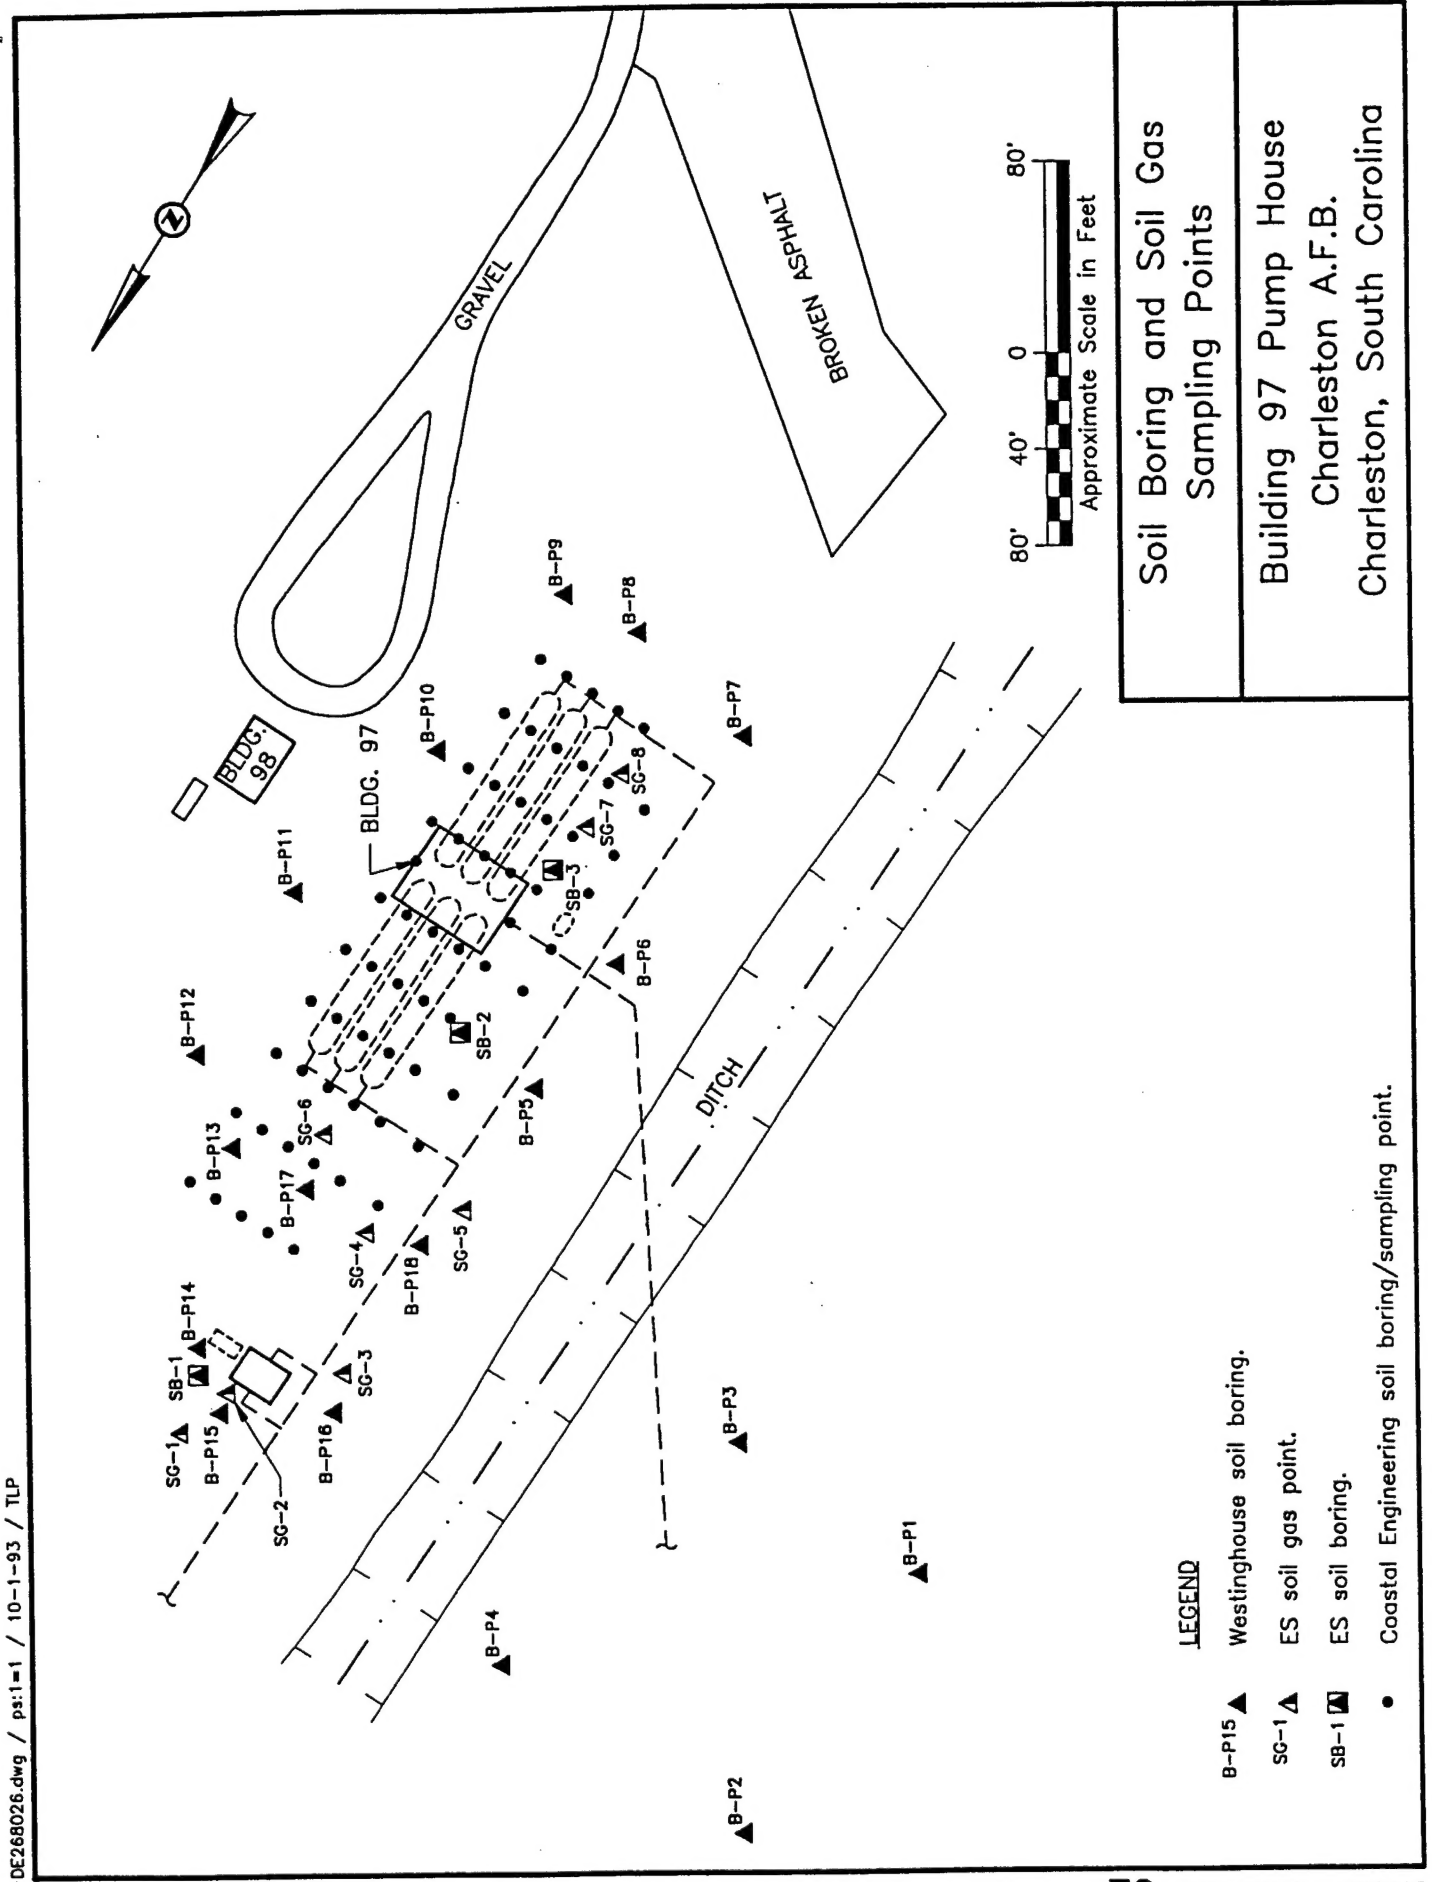 DE268026.dwg / ps:1=1 / 10-1-93 / TLP
N
GRAVEL
BROKEN ASPHALT
BLDG.
98
BLDG. 97
B-P9
B-P8
B-P7
B-P10
B-P11
B-P12
B-P13
B-P17
B-P14
SB-1
SG-1
B-P15
SG-2
B-P16
SG-3
SG-4
B-P18
SG-5
SG-6
SB-2
SB-3
SG-7
SG-8
B-P6
B-P5
DITCH
B-P3
B-P4
B-P1
B-P2
80' 40' 0 80'
Approximate Scale in Feet
LEGEND
B-P15 Westinghouse soil boring.
SG-1 ES soil gas point.
SB-1 ES soil boring.
Coastal Engineering soil boring/sampling point.
Soil Boring and Soil Gas
Sampling Points
Building 97 Pump House
Charleston A.F.B.
Charleston, South Carolina